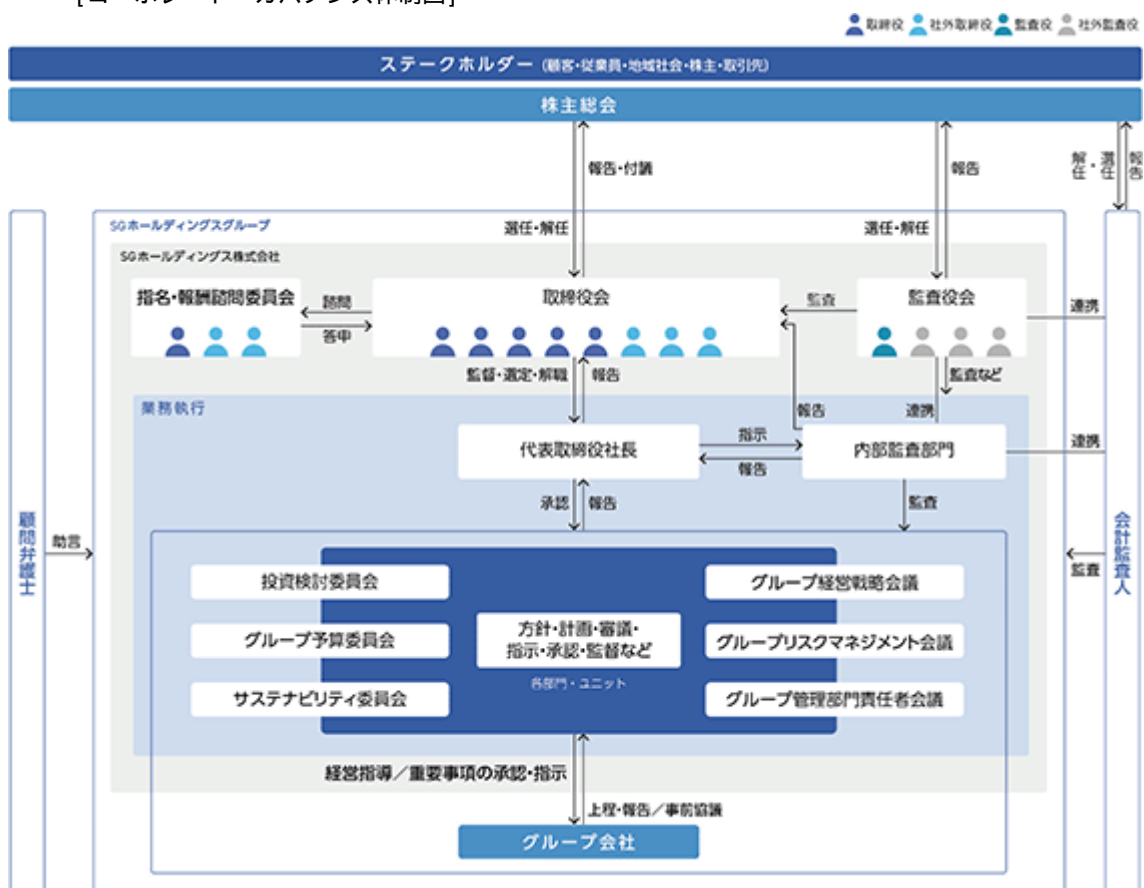 [コーポレート・ガバナンス体制図]
取締役 社外取締役 監査役 社外監査役
ステークホルダー（顧客・従業員・地域社会・株主・取引先）
株主総会
報告・付議
報告
解任・選任
報告
SGホールディングスグループ
選任・解任
選任・解任
SGホールディングス株式会社
指名・報酬諮問委員会
諮問
答申
取締役会
監査
監査役会
連携
監督・選定・解職
報告
監査など
業務執行
報告
連携
代表取締役社長
指示
報告
内部監査部門
連携
承認
報告
監査
顧問弁護士
助言
会計監査人
監査
投資検討委員会
グループ経営戦略会議
グループ予算委員会
方針・計画・審議・
指示・承認・監督など
グループリスクマネジメント会議
各部門・ユニット
サステナビリティ委員会
グループ管理部門責任者会議
経営指導／重要事項の承認・指示
上程・報告／事前協議
グループ会社